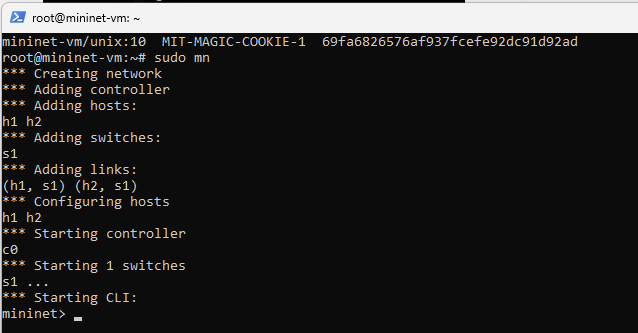 root@mininet-vm: ~
mininet-vm/unix:10  MIT-MAGIC-COOKIE-1  69fa6826576af937fcefe92dc91d92ad
root@mininet-vm:~# sudo mn
*** Creating network
*** Adding controller
*** Adding hosts:
h1 h2
*** Adding switches:
s1
*** Adding links:
(h1, s1) (h2, s1)
*** Configuring hosts
h1 h2
*** Starting controller
c0
*** Starting 1 switches
s1 ...
*** Starting CLI:
mininet> _